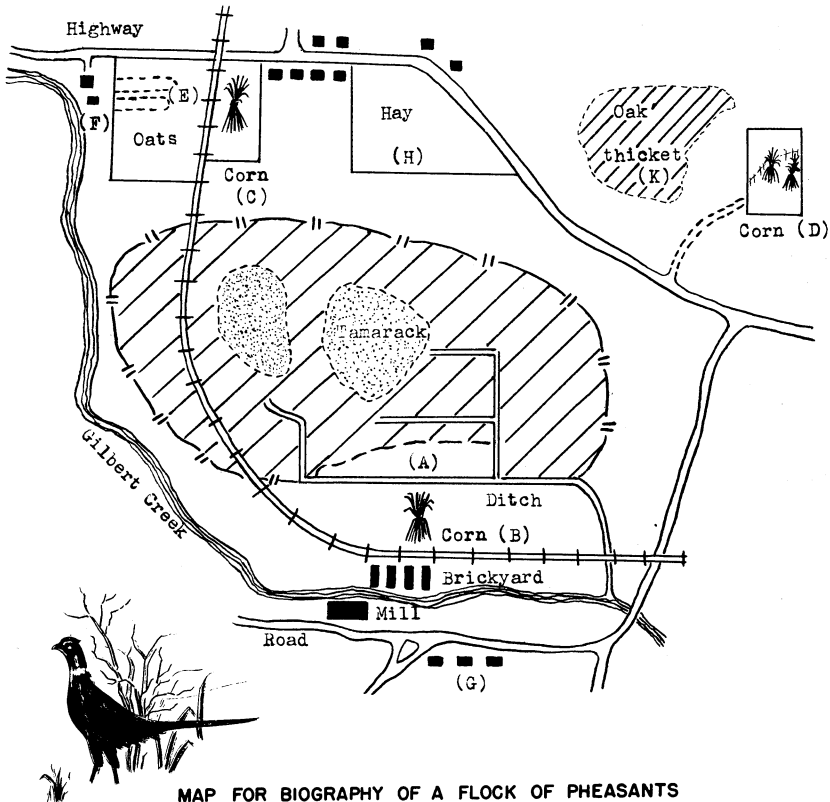 Highway
Oak
thicket
(K)
Hay
(H)
(E)
(F)
Oats
Corn
(C)
Corn (D)
Tamarack
Gilbert Creek
(A)
Ditch
Corn (B)
Brickyard
Mill
Road
(G)
MAP FOR BIOGRAPHY OF A FLOCK OF PHEASANTS